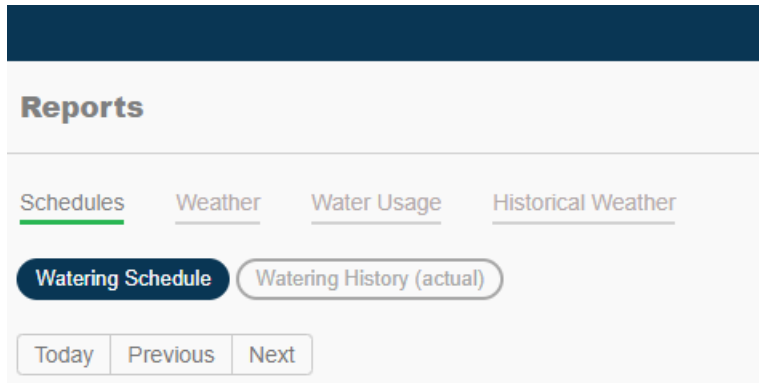 Reports
Schedules Weather Water Usage Historical Weather
Watering Schedule Watering History (actual)
Today Previous Next